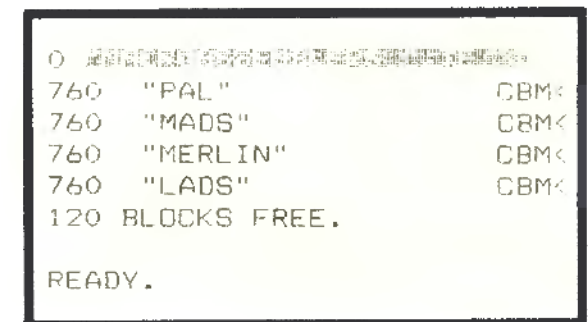 0
760 "PAL" CBM<
760 "MADS" CBM<
760 "MERLIN" CBM<
760 "LADS" CBM<
120 BLOCKS FREE.
READY.